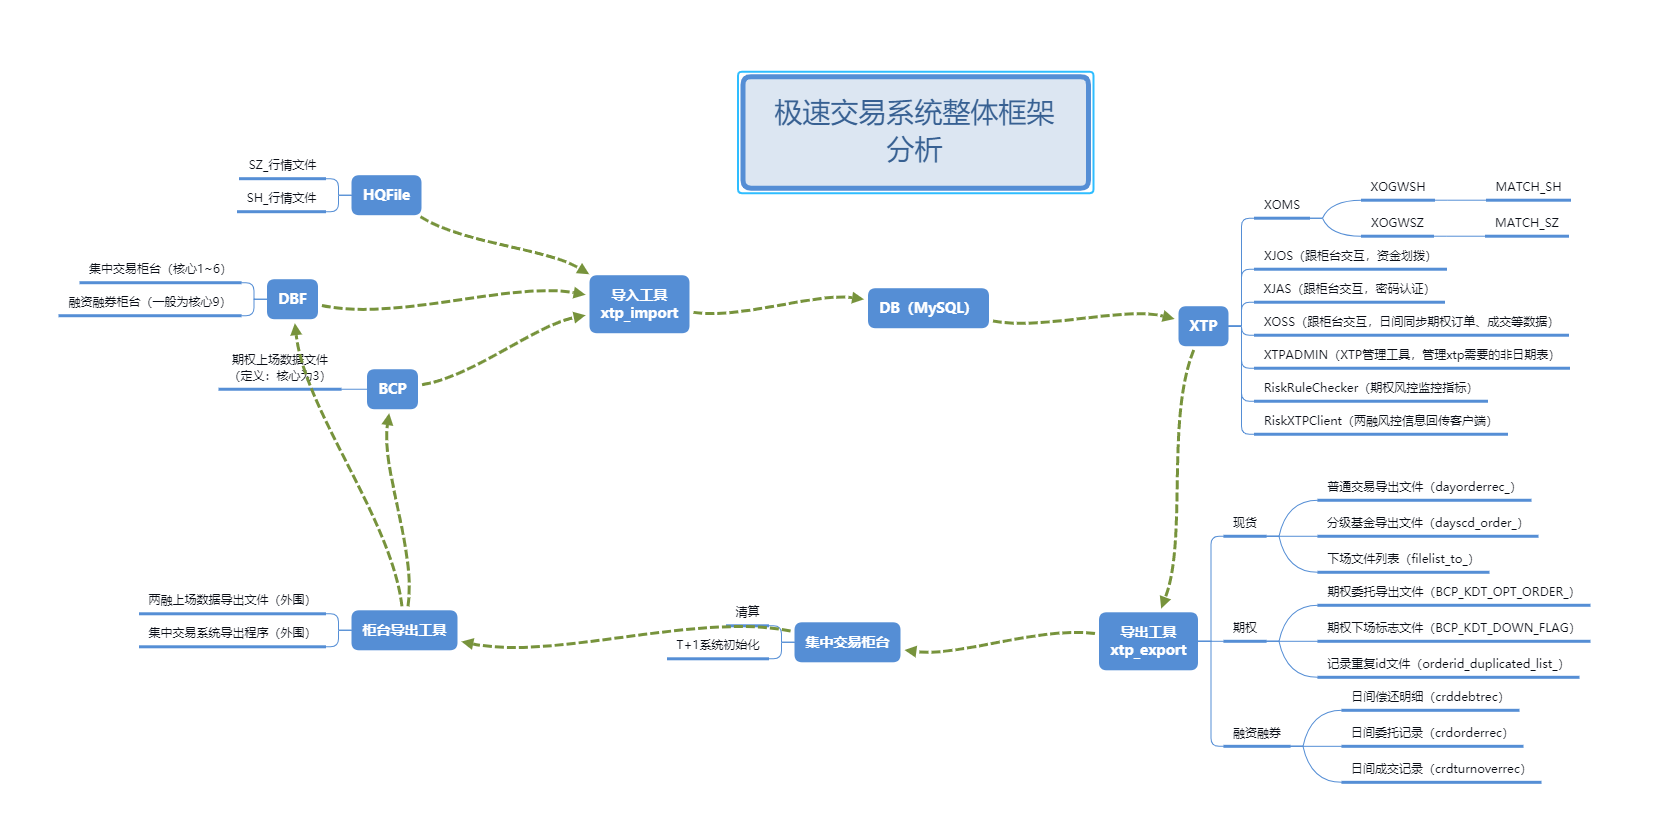 极速交易系统整体框架
分析
SZ_行情文件
SH_行情文件
HQFile
集中交易柜台（核心1~6）
融资融券柜台（一般为核心9）
DBF
期权上场数据文件
（定义：核心为3）
BCP
导入工具
xtp_import
DB（MySQL）
XTP
XOMS
XOGWSH
MATCH_SH
XOGWSZ
MATCH_SZ
XJOS（跟柜台交互，资金划拨）
XJAS（跟柜台交互，密码认证）
XOSS（跟柜台交互，日间同步期权订单、成交等数据）
XTPADMIN（XTP管理工具，管理xtp需要的非日期表）
RiskRuleChecker（期权风控监控指标）
RiskXTPClient（两融风控信息回传客户端）
导出工具
xtp_export
现货
普通交易导出文件（dayorderrec_）
分级基金导出文件（dayscd_order_）
下场文件列表（filelist_to_）
期权
期权委托导出文件（BCP_KDT_OPT_ORDER_）
期权下场标志文件（BCP_KDT_DOWN_FLAG）
记录重复id文件（orderid_duplicated_list_）
融资融券
日间偿还明细（crddebtrec）
日间委托记录（crdorderrec）
日间成交记录（crdturnoverrec）
集中交易柜台
清算
T+1系统初始化
柜台导出工具
两融上场数据导出文件（外围）
集中交易系统导出程序（外围）